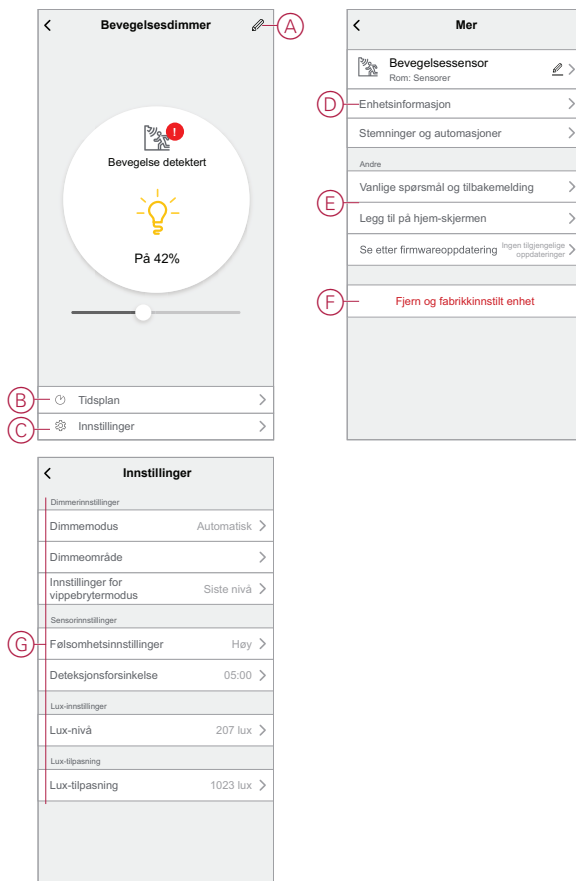 Bevegelsesdimmer
A
!
Bevegelse detektert
På 42%
B
Tidsplan
C
Innstillinger
Mer
Bevegelsessensor
Rom: Sensorer
D
Enhetsinformasjon
Stemninger og automasjoner
Andre
E
Vanlige spørsmål og tilbakemelding
Legg til på hjem-skjermen
Se etter firmwareoppdatering
Ingen tilgjengelige
oppdateringer
F
Fjern og fabrikkinnstilt enhet
Innstillinger
Dimmerinnstillinger
Dimmemodus Automatisk
Dimmeområde
Innstillinger for
vippebrytermodus
Siste nivå
Sensorinnstillinger
G
Følsomhetsinnstillinger Høy
Deteksjonsforsinkelse 05:00
Lux-innstillinger
Lux-nivå 207 lux
Lux-tilpasning
Lux-tilpasning 1023 lux